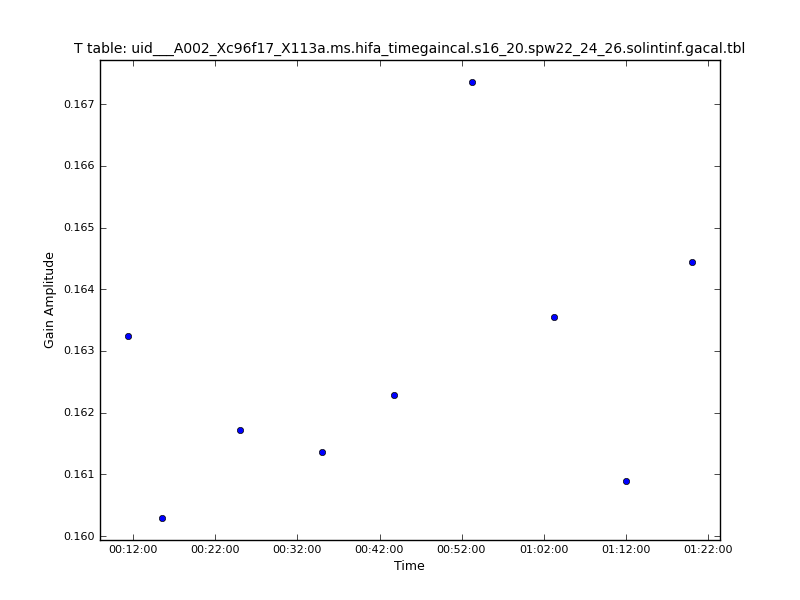 T table: uid___A002_Xc96f17_X113a.ms.hifa_timegaincal.s16_20.spw22_24_26.solintinf.gacal.tbl
0.167
0.166
0.165
0.164
0.163
0.162
0.161
0.160
Gain Amplitude
00:12:00 00:22:00 00:32:00 00:42:00 00:52:00 01:02:00 01:12:00 01:22:00
Time